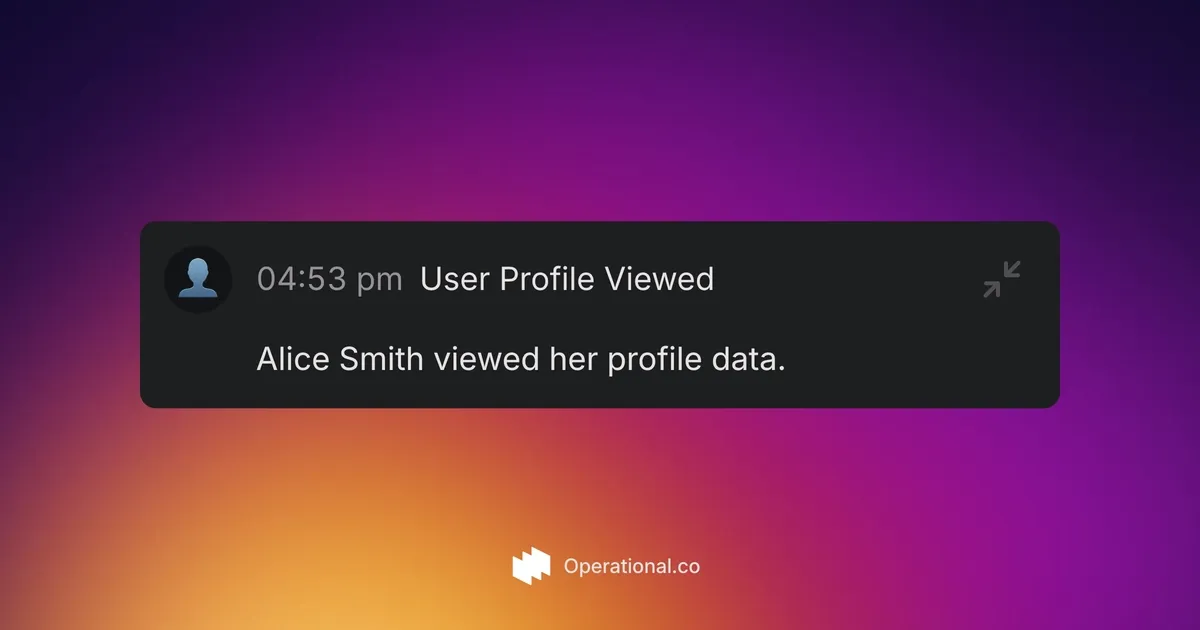 04:53 pm User Profile Viewed
Alice Smith viewed her profile data.
Operational.co